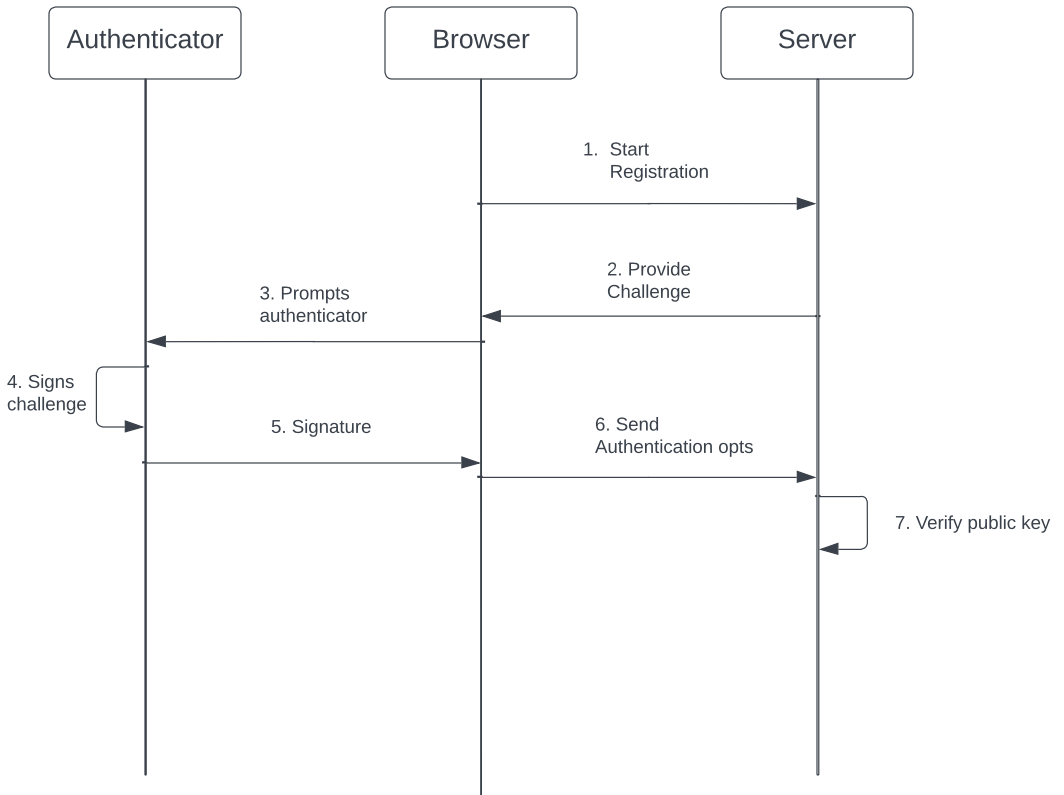 Authenticator
Browser
Server
1. Start
Registration
2. Provide
Challenge
3. Prompts
authenticator
4. Signs
challenge
5. Signature
6. Send
Authentication opts
7. Verify public key